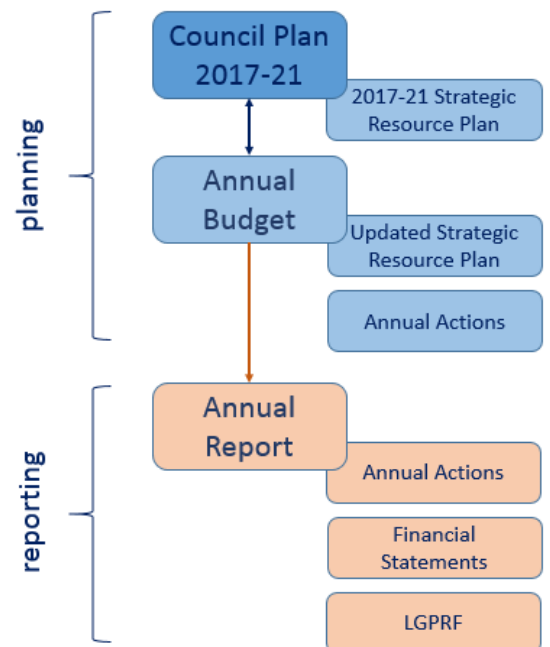 planning
Council Plan
2017-21
2017-21 Strategic
Resource Plan
Annual
Budget
Updated Strategic
Resource Plan
Annual Actions
reporting
Annual
Report
Annual Actions
Financial
Statements
LGPRF